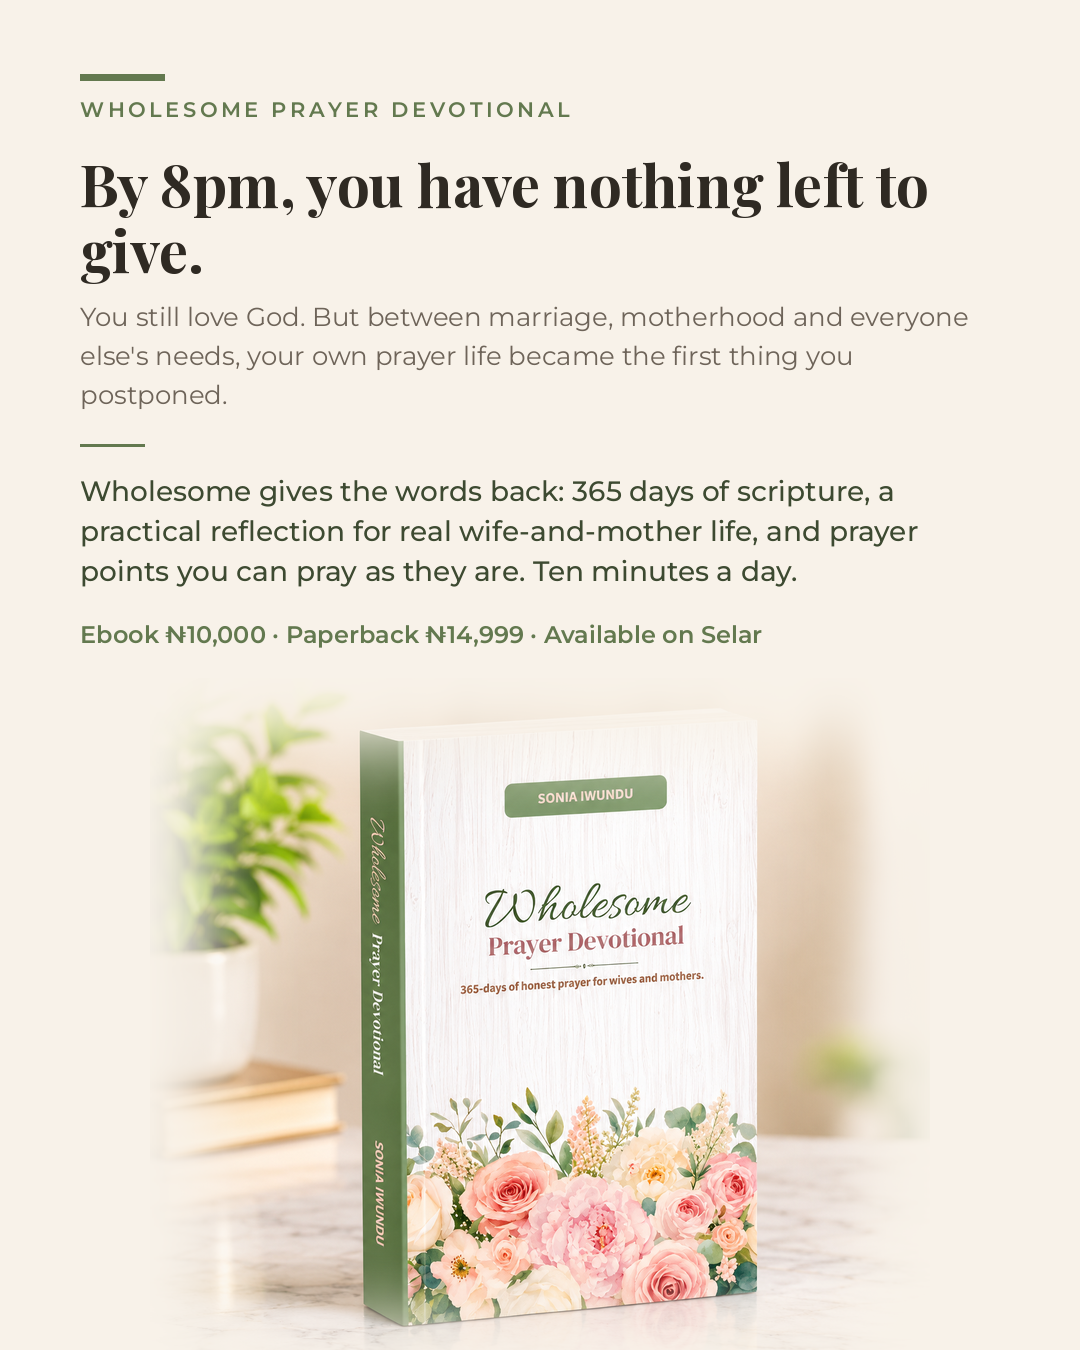 WHOLESOME PRAYER DEVOTIONAL
By 8pm, you have nothing left to
give.
You still love God. But between marriage, motherhood and everyone
else's needs, your own prayer life became the first thing you
postponed.
Wholesome gives the words back: 365 days of scripture, a
practical reflection for real wife-and-mother life, and prayer
points you can pray as they are. Ten minutes a day.
Ebook ₦10,000 · Paperback ₦14,999 · Available on Selar
SONIA IWUNDU
Wholesome
Prayer Devotional
365-days of honest prayer for wives and mothers.
Wholesome Prayer Devotional
SONIA IWUNDU